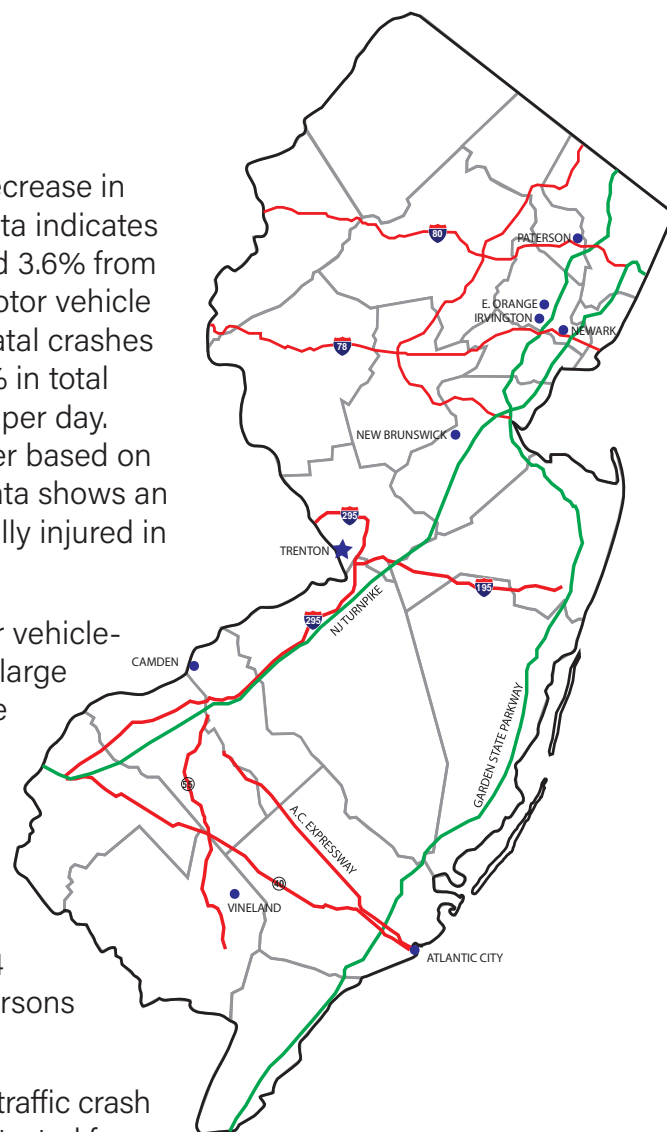 ecrease in
ta indicates
d 3.6% from
otor vehicle
atal crashes
% in total
per day.
er based on
ata shows an
lly injured in
r vehicle-
large
e
4
rsons
traffic crash
80
PATERSON
E. ORANGE
IRVINGTON
NEWARK
78
NEW BRUNSWICK
295
TRENTON
195
295
NJ TURNPIKE
CAMDEN
GARDEN STATE PARKWAY
55
A.C. EXPRESSWAY
40
VINELAND
ATLANTIC CITY